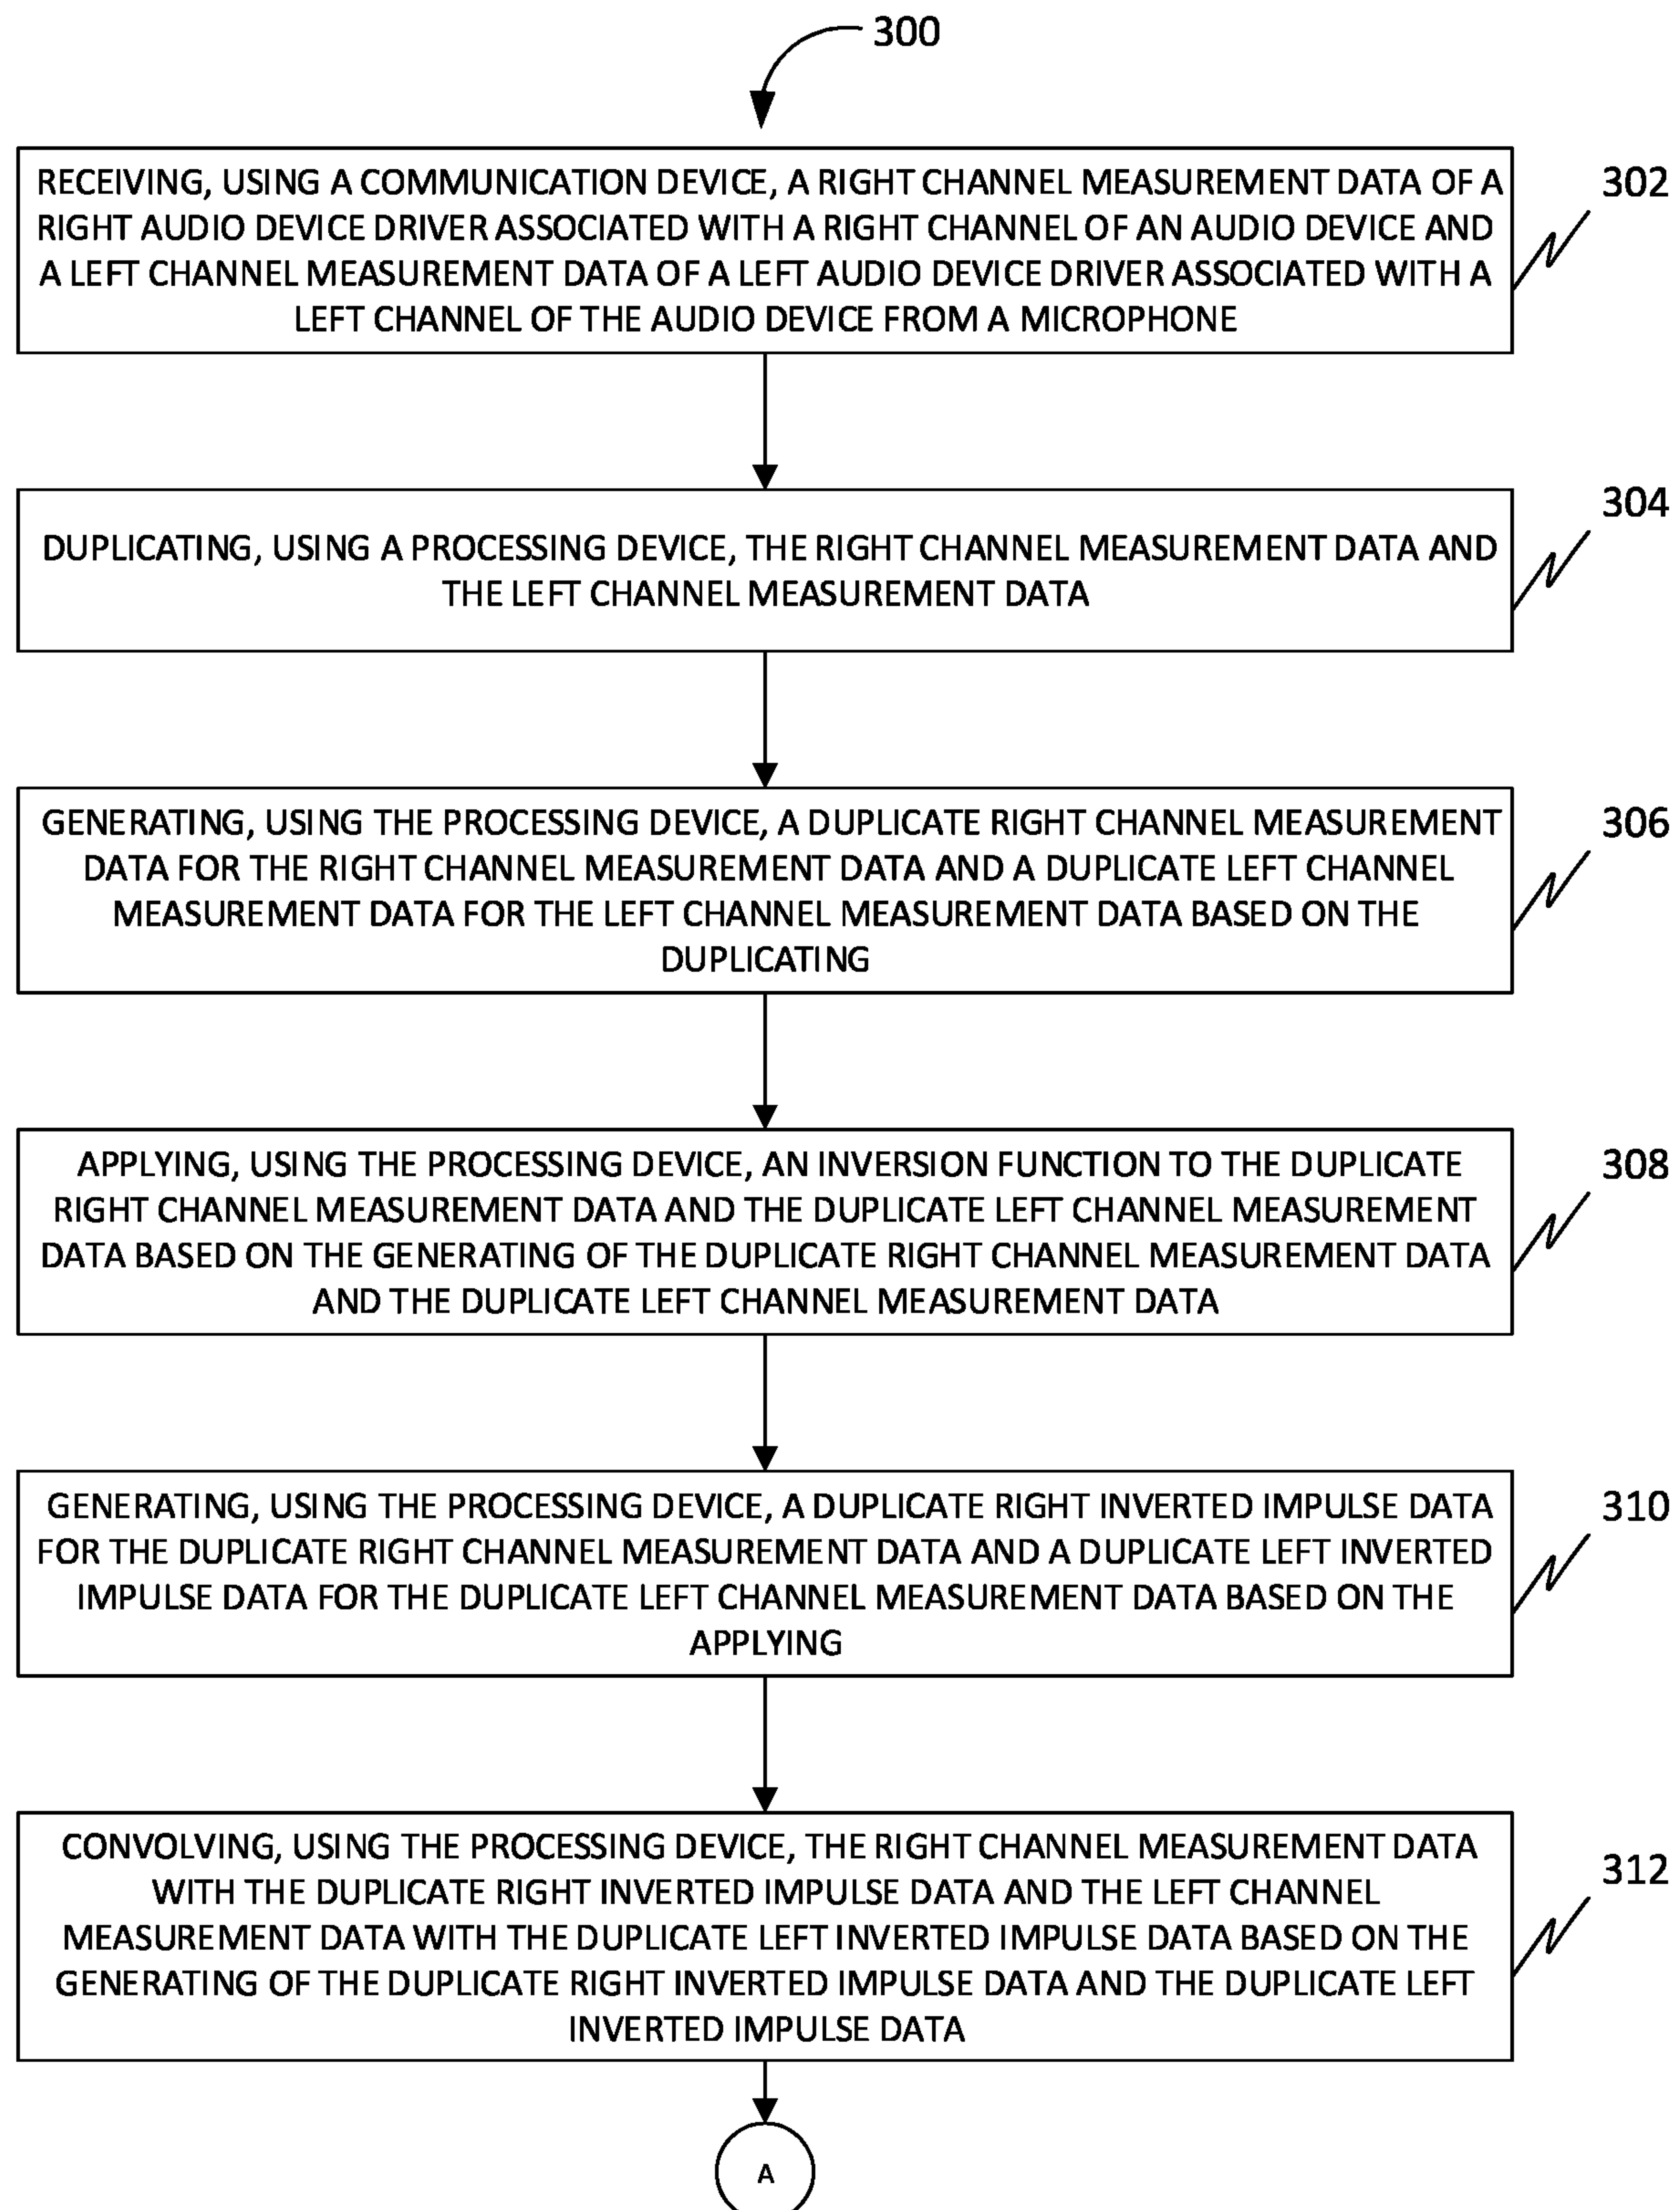 300
RECEIVING, USING A COMMUNICATION DEVICE, A RIGHT CHANNEL MEASUREMENT DATA OF A
RIGHT AUDIO DEVICE DRIVER ASSOCIATED WITH A RIGHT CHANNEL OF AN AUDIO DEVICE AND
A LEFT CHANNEL MEASUREMENT DATA OF A LEFT AUDIO DEVICE DRIVER ASSOCIATED WITH A
LEFT CHANNEL OF THE AUDIO DEVICE FROM A MICROPHONE
302
DUPLICATING, USING A PROCESSING DEVICE, THE RIGHT CHANNEL MEASUREMENT DATA AND
THE LEFT CHANNEL MEASUREMENT DATA
304
GENERATING, USING THE PROCESSING DEVICE, A DUPLICATE RIGHT CHANNEL MEASUREMENT
DATA FOR THE RIGHT CHANNEL MEASUREMENT DATA AND A DUPLICATE LEFT CHANNEL
MEASUREMENT DATA FOR THE LEFT CHANNEL MEASUREMENT DATA BASED ON THE
DUPLICATING
306
APPLYING, USING THE PROCESSING DEVICE, AN INVERSION FUNCTION TO THE DUPLICATE
RIGHT CHANNEL MEASUREMENT DATA AND THE DUPLICATE LEFT CHANNEL MEASUREMENT
DATA BASED ON THE GENERATING OF THE DUPLICATE RIGHT CHANNEL MEASUREMENT DATA
AND THE DUPLICATE LEFT CHANNEL MEASUREMENT DATA
308
GENERATING, USING THE PROCESSING DEVICE, A DUPLICATE RIGHT INVERTED IMPULSE DATA
FOR THE DUPLICATE RIGHT CHANNEL MEASUREMENT DATA AND A DUPLICATE LEFT INVERTED
IMPULSE DATA FOR THE DUPLICATE LEFT CHANNEL MEASUREMENT DATA BASED ON THE
APPLYING
310
CONVOLVING, USING THE PROCESSING DEVICE, THE RIGHT CHANNEL MEASUREMENT DATA
WITH THE DUPLICATE RIGHT INVERTED IMPULSE DATA AND THE LEFT CHANNEL
MEASUREMENT DATA WITH THE DUPLICATE LEFT INVERTED IMPULSE DATA BASED ON THE
GENERATING OF THE DUPLICATE RIGHT INVERTED IMPULSE DATA AND THE DUPLICATE LEFT
INVERTED IMPULSE DATA
312
A